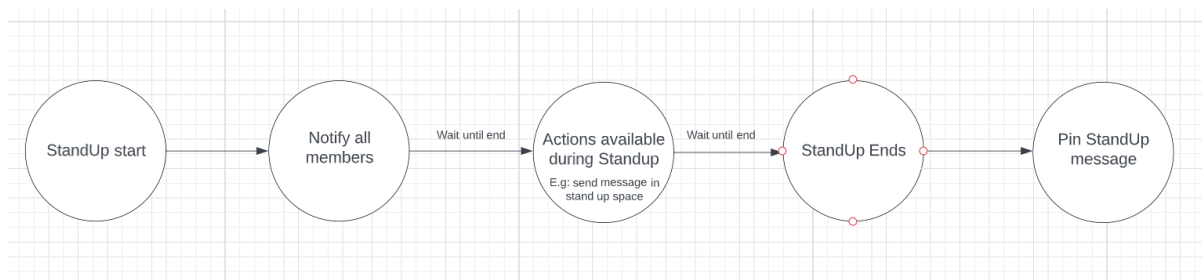 StandUp start
Notify all
members
Wait until end
Actions available
during Standup
E.g: send message in
stand up space
Wait until end
StandUp Ends
Pin StandUp
message